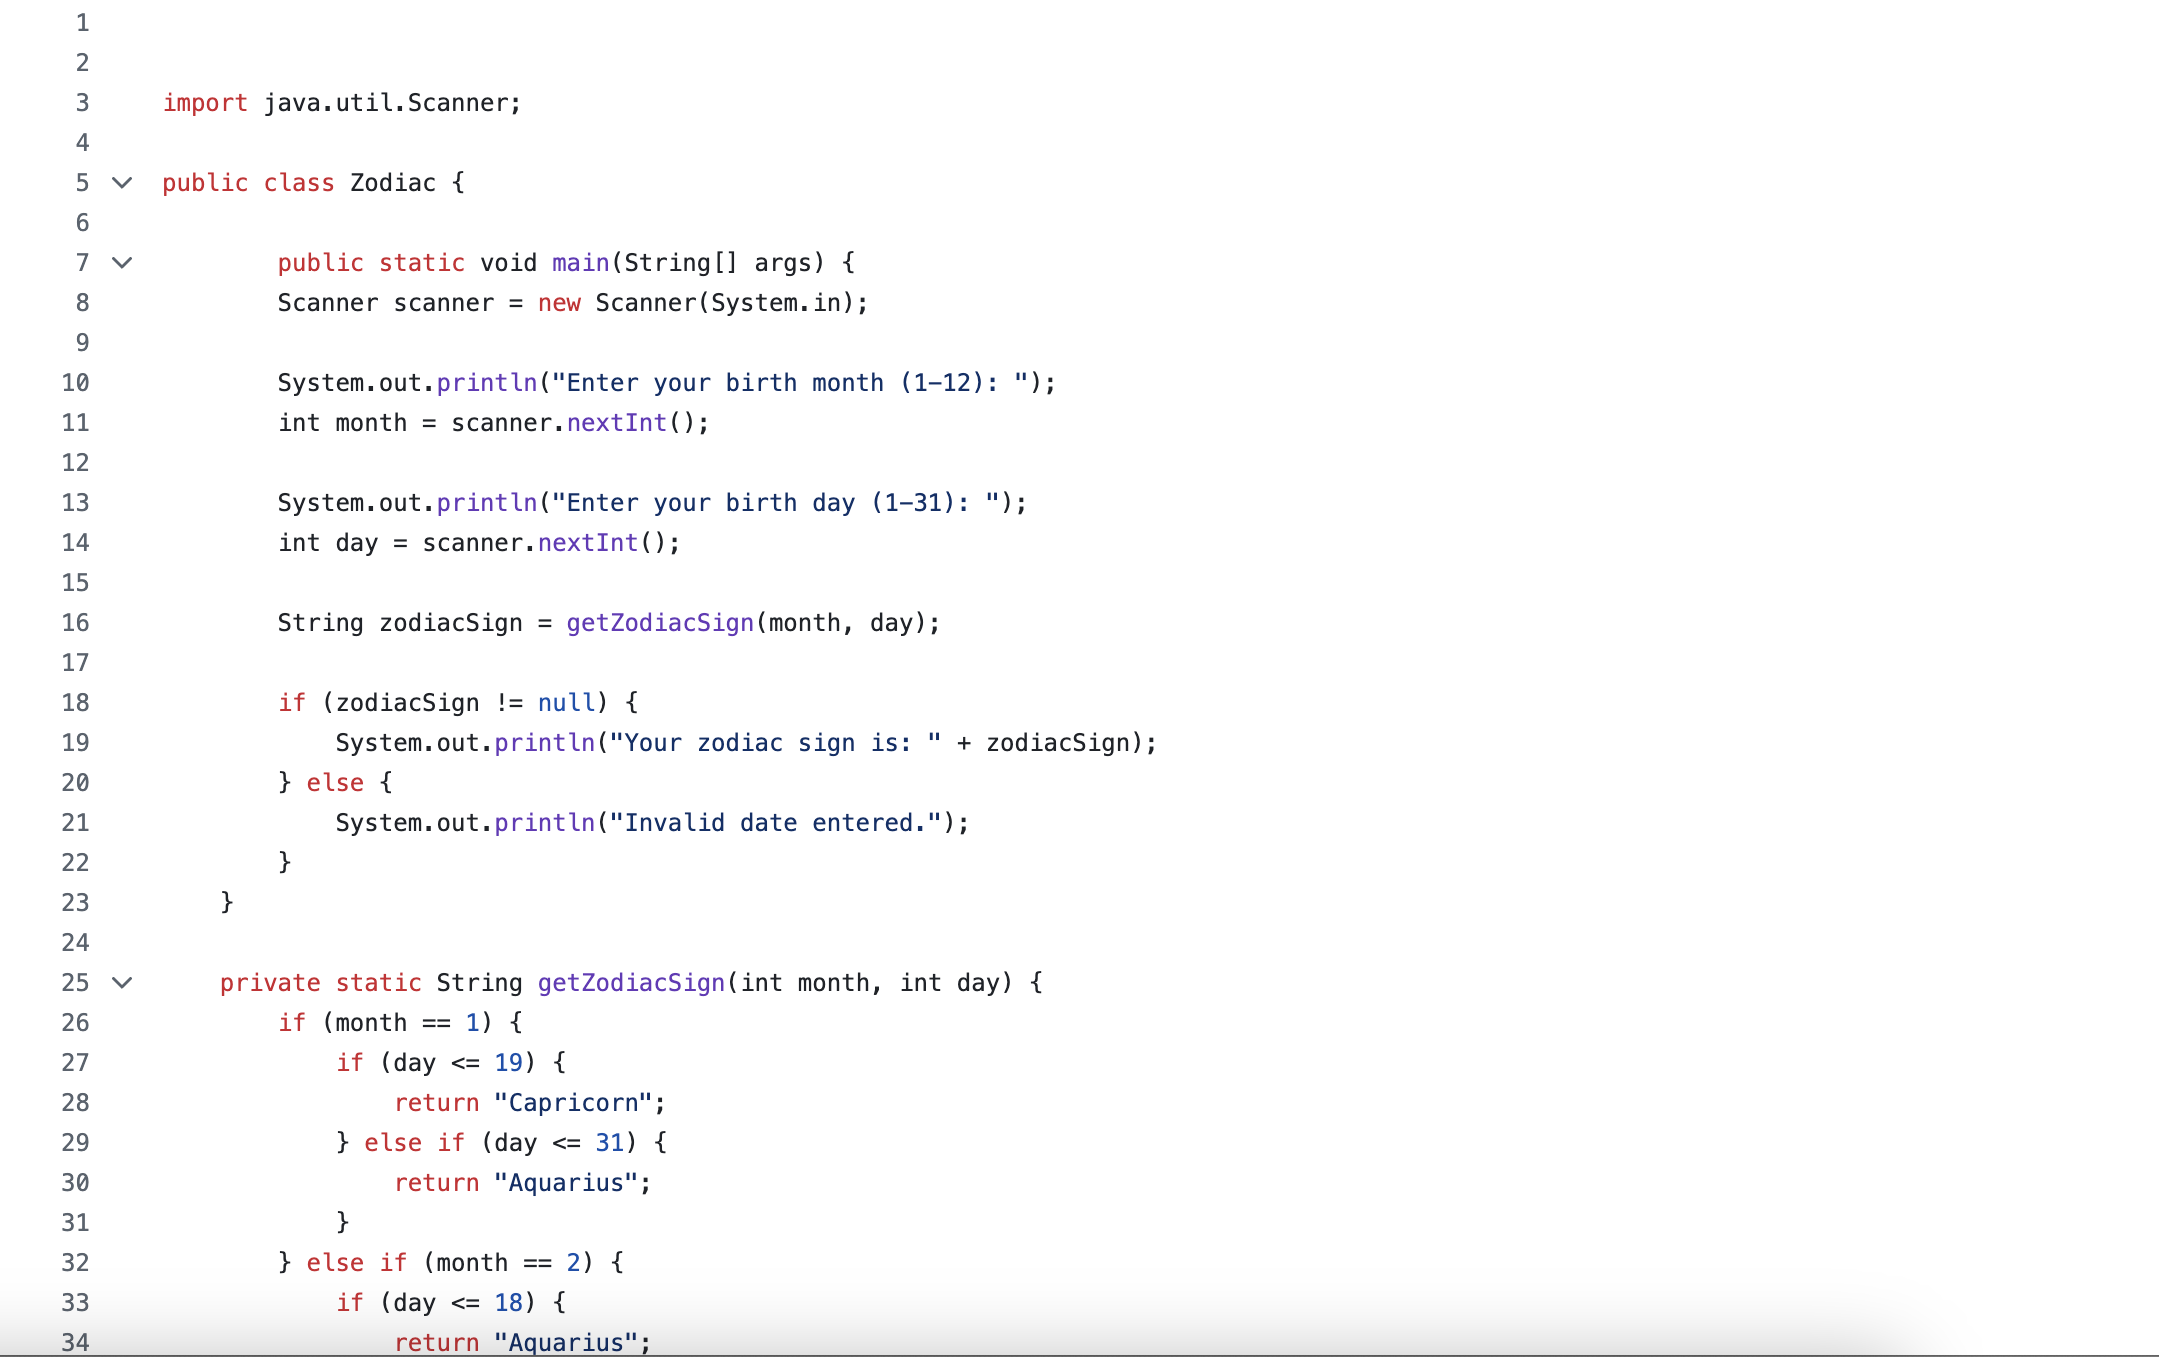 1
2
3 import java.util.Scanner;
4
5 public class Zodiac {
6
7 public static void main(String[] args) {
8 Scanner scanner = new Scanner(System.in);
9
10 System.out.println("Enter your birth month (1-12): ");
11 int month = scanner.nextInt();
12
13 System.out.println("Enter your birth day (1-31): ");
14 int day = scanner.nextInt();
15
16 String zodiacSign = getZodiacSign(month, day);
17
18 if (zodiacSign != null) {
19 System.out.println("Your zodiac sign is: " + zodiacSign);
20 } else {
21 System.out.println("Invalid date entered.");
22 }
23 }
24
25 private static String getZodiacSign(int month, int day) {
26 if (month == 1) {
27 if (day <= 19) {
28 return "Capricorn";
29 } else if (day <= 31) {
30 return "Aquarius";
31 }
32 } else if (month == 2) {
33 if (day <= 18) {
34 return "Aquarius";